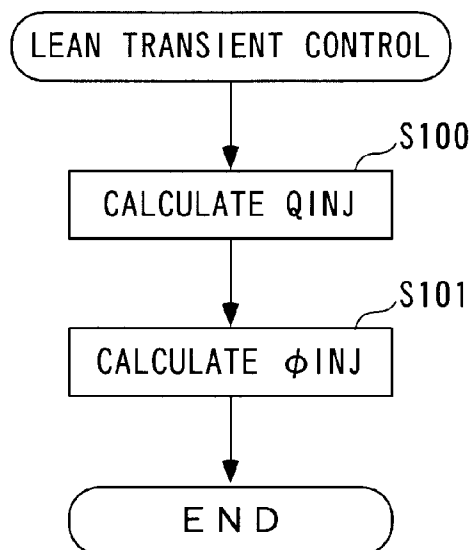 LEAN TRANSIENT CONTROL
S100
CALCULATE QINJ
S101
CALCULATE ϕINJ
END